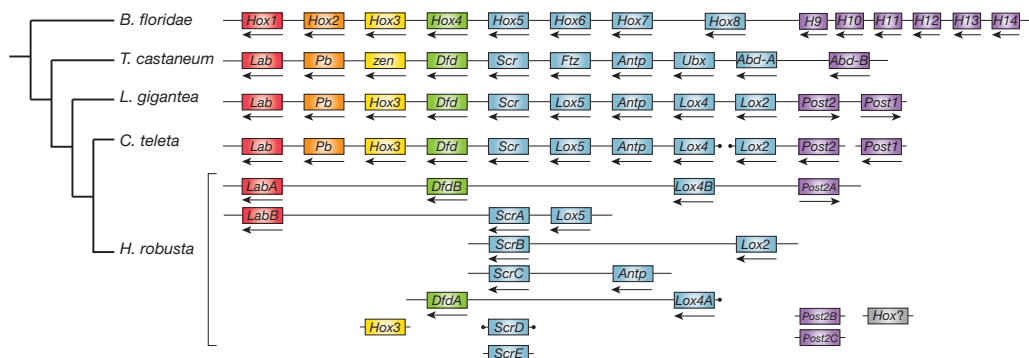 B. floridae Hox1 Hox2 Hox3 Hox4 Hox5 Hox6 Hox7 Hox8 H9 H10 H11 H12 H13 H14
T. castaneum Lab Pb zen Dfd Scr Ftz Antp Ubx Abd-A Abd-B
L. gigantea Lab Pb Hox3 Dfd Scr Lox5 Antp Lox4 Lox2 Post2 Post1
C. teleta Lab Pb Hox3 Dfd Scr Lox5 Antp Lox4 Lox2 Post2 Post1
LabA DfdB Lox4B Post2A
LabB ScrA Lox5
H. robusta ScrB Lox2
ScrC Antp
DfdA Lox4A
Hox3 ScrD Post2B Hox?
Post2C
ScrE